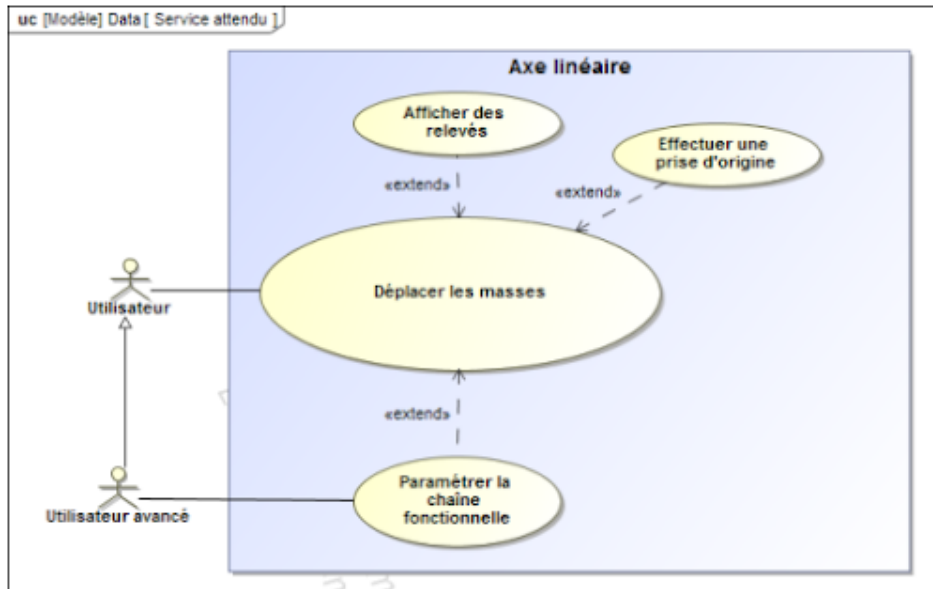 uc [Modèle] Data [ Service attendu ]
Axe linéaire
Afficher des
relevés
Effectuer une
prise d'origine
«extend»
«extend»
Déplacer les masses
Utilisateur
«extend»
Paramétrer la
chaîne
fonctionnelle
Utilisateur avancé